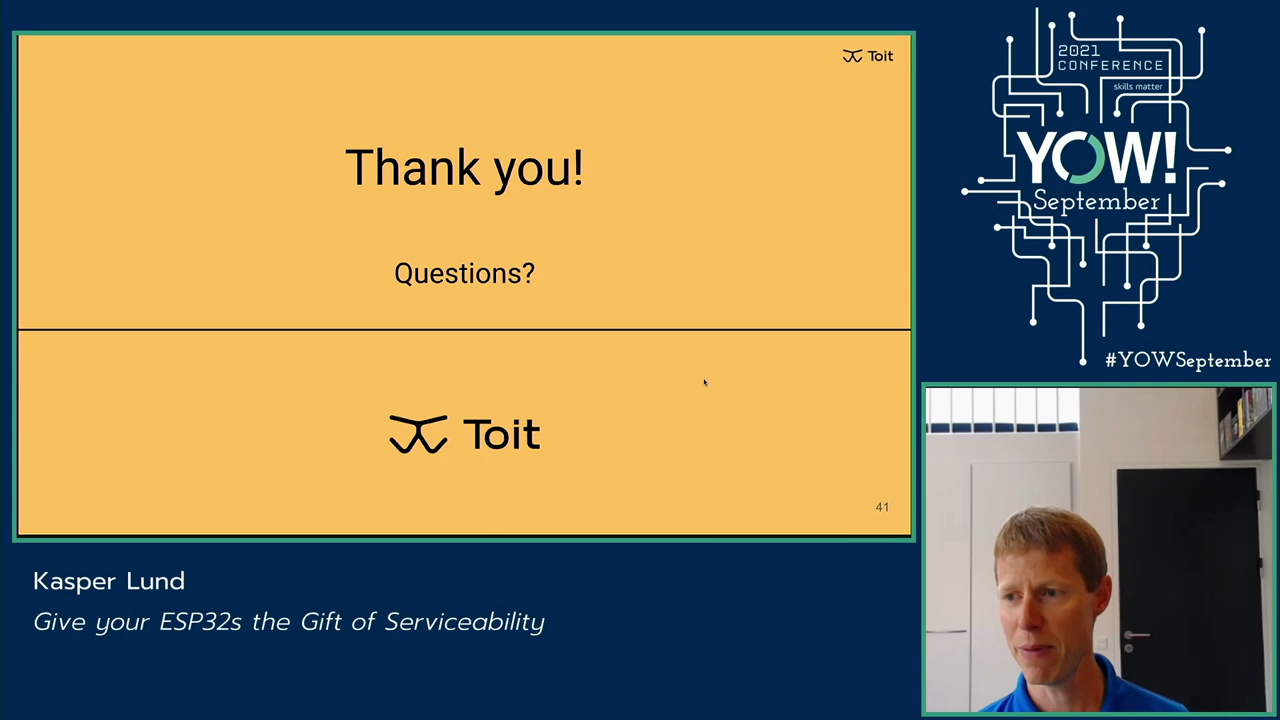 Toit
Thank you!
Questions?
Toit
41
Kasper Lund
Give your ESP32s the Gift of Serviceability
2021
CONFERENCE
skills matter
YOW!
September
#YOWSeptember